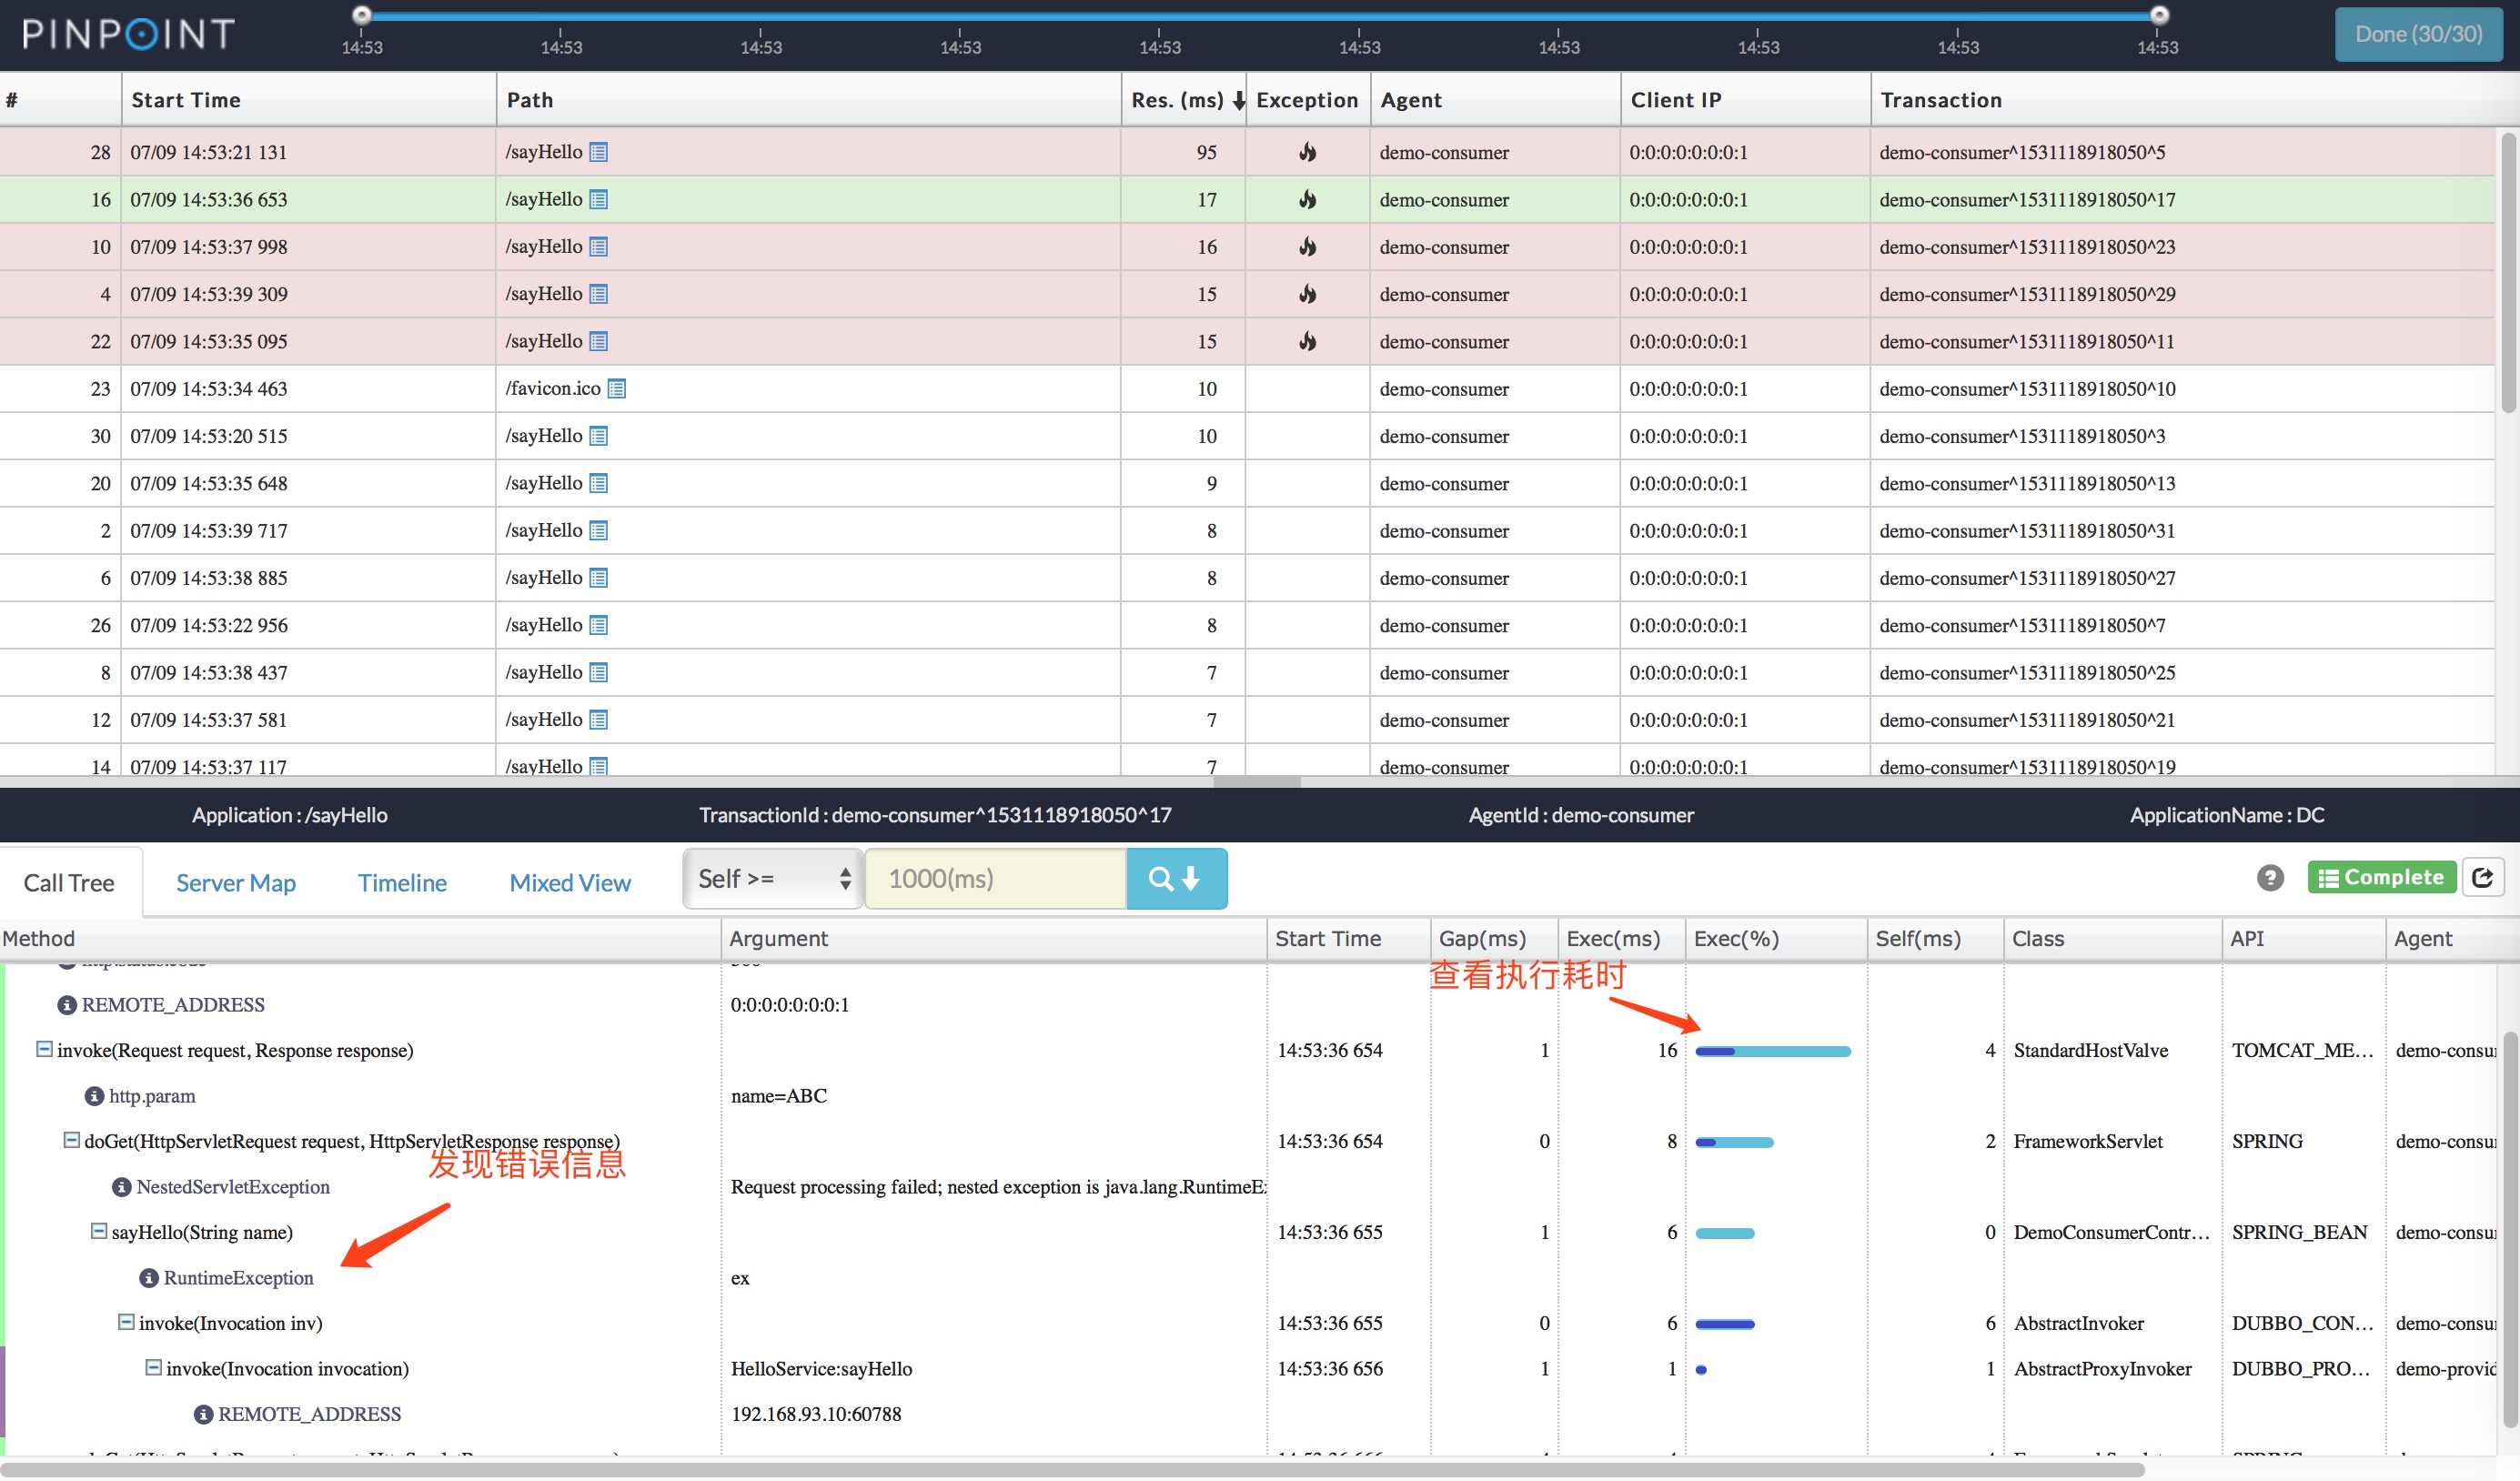 PINPOINT
14:53 14:53 14:53 14:53 14:53 14:53 14:53 14:53 14:53 14:53
Done (30/30)
# Start Time Path Res. (ms) Exception Agent Client IP Transaction
28 07/09 14:53:21 131 /sayHello 95 demo-consumer 0:0:0:0:0:0:0:1 demo-consumer^1531118918050^5
16 07/09 14:53:36 653 /sayHello 17 demo-consumer 0:0:0:0:0:0:0:1 demo-consumer^1531118918050^17
10 07/09 14:53:37 998 /sayHello 16 demo-consumer 0:0:0:0:0:0:0:1 demo-consumer^1531118918050^23
4 07/09 14:53:39 309 /sayHello 15 demo-consumer 0:0:0:0:0:0:0:1 demo-consumer^1531118918050^29
22 07/09 14:53:35 095 /sayHello 15 demo-consumer 0:0:0:0:0:0:0:1 demo-consumer^1531118918050^11
23 07/09 14:53:34 463 /favicon.ico 10 demo-consumer 0:0:0:0:0:0:0:1 demo-consumer^1531118918050^10
30 07/09 14:53:20 515 /sayHello 10 demo-consumer 0:0:0:0:0:0:0:1 demo-consumer^1531118918050^3
20 07/09 14:53:35 648 /sayHello 9 demo-consumer 0:0:0:0:0:0:0:1 demo-consumer^1531118918050^13
2 07/09 14:53:39 717 /sayHello 8 demo-consumer 0:0:0:0:0:0:0:1 demo-consumer^1531118918050^31
6 07/09 14:53:38 885 /sayHello 8 demo-consumer 0:0:0:0:0:0:0:1 demo-consumer^1531118918050^27
26 07/09 14:53:22 956 /sayHello 8 demo-consumer 0:0:0:0:0:0:0:1 demo-consumer^1531118918050^7
8 07/09 14:53:38 437 /sayHello 7 demo-consumer 0:0:0:0:0:0:0:1 demo-consumer^1531118918050^25
12 07/09 14:53:37 581 /sayHello 7 demo-consumer 0:0:0:0:0:0:0:1 demo-consumer^1531118918050^21
14 07/09 14:53:37 117 /sayHello 7 demo-consumer 0:0:0:0:0:0:0:1 demo-consumer^1531118918050^19
Application : /sayHello TransactionId : demo-consumer^1531118918050^17 AgentId : demo-consumer ApplicationName : DC
Call Tree Server Map Timeline Mixed View Self >= 1000(ms) Complete
Method Argument Start Time Gap(ms) Exec(ms) Exec(%) Self(ms) Class API Agent
查看执行耗时
REMOTE_ADDRESS 0:0:0:0:0:0:0:1
invoke(Request request, Response response) 14:53:36 654 1 16 4 StandardHostValve TOMCAT_ME... demo-consu
http.param name=ABC
doGet(HttpServletRequest request, HttpServletResponse response) 14:53:36 654 0 8 2 FrameworkServlet SPRING demo-consu
发现错误信息
NestedServletException Request processing failed; nested exception is java.lang.RuntimeEx
sayHello(String name) 14:53:36 655 1 6 0 DemoConsumerContr... SPRING_BEAN demo-consu
RuntimeException ex
invoke(Invocation inv) 14:53:36 655 0 6 6 AbstractInvoker DUBBO_CON... demo-consu
invoke(Invocation invocation) HelloService:sayHello 14:53:36 656 1 1 1 AbstractProxyInvoker DUBBO_PRO... demo-provid
REMOTE_ADDRESS 192.168.93.10:60788